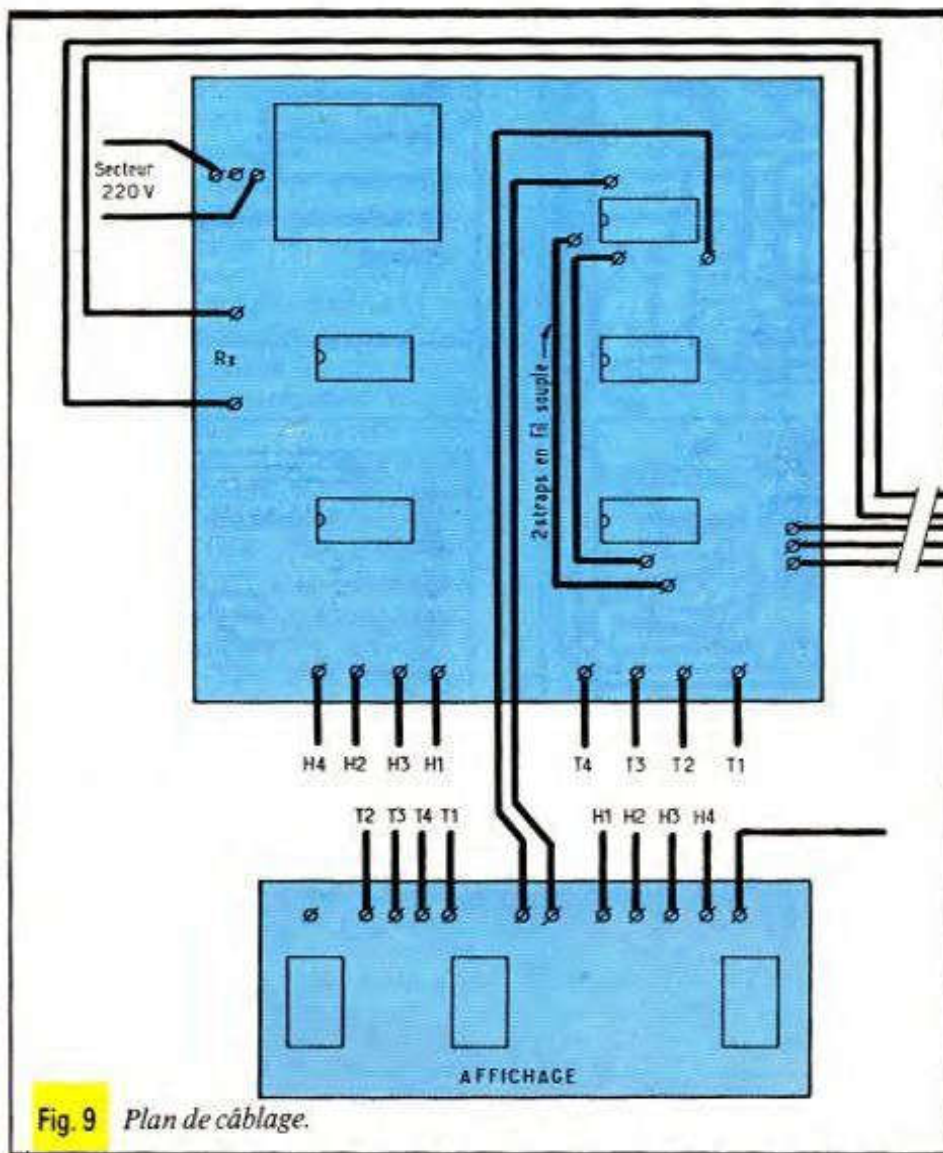 Secteur
220 V
Rx
2 straps en fil souple
H4 H2 H3 H1
T4 T3 T2 T1
T2 T3 T4 T1
H1 H2 H3 H4
AFFICHAGE
Fig. 9 Plan de câblage.